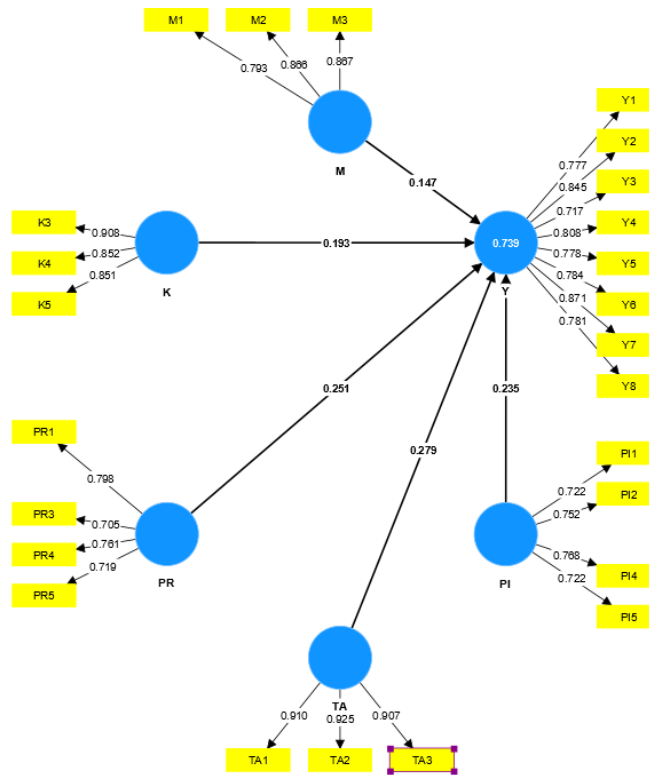 M1
M2
M3
0.793
0.866
0.867
M
0.147
Y1
Y2
Y3
Y4
Y5
Y6
Y7
Y8
0.777
0.845
0.717
0.808
0.778
0.784
0.871
0.781
0.739
Y
K3
K4
K5
0.908
0.852
0.851
K
0.193
0.251
0.235
0.279
PR1
PR3
PR4
PR5
0.798
0.705
0.761
0.719
PR
PI1
PI2
PI4
PI5
0.722
0.752
0.768
0.722
PI
TA
0.910
0.925
0.907
TA1
TA2
TA3